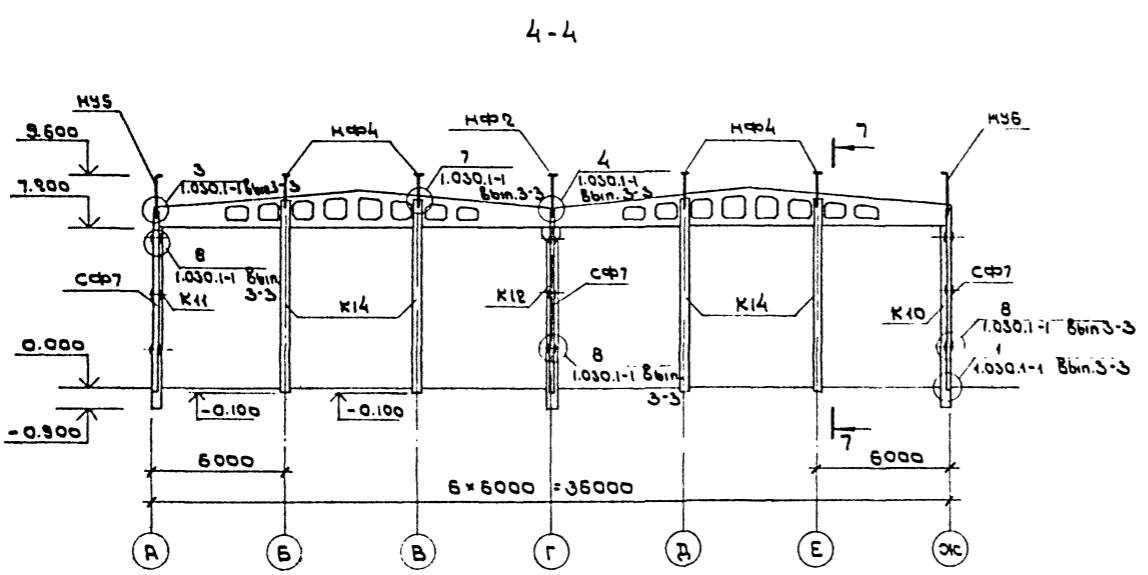 4-4
НУ5
НФ4
НФ2
НФ4
7
НУ6
9.600
7.200
3
1.030.1-1 Вып.3-3
7
1.030.1-1
Вып.3-3
4
1.030.1-1
Вып.3-3
8
1.030.1-1 Вып.
3-3
СФ7
К11
К14
К12
СФ7
К14
К10
СФ7
8
1.030.1-1 Вып.3-3
1
1.030.1-1 Вып.3-3
8
1.030.1-1 Вып.
3-3
0.000
-0.100
-0.100
-0.900
7
6000
6000
6×6000 =36000
А
Б
В
Г
Д
Е
Ж